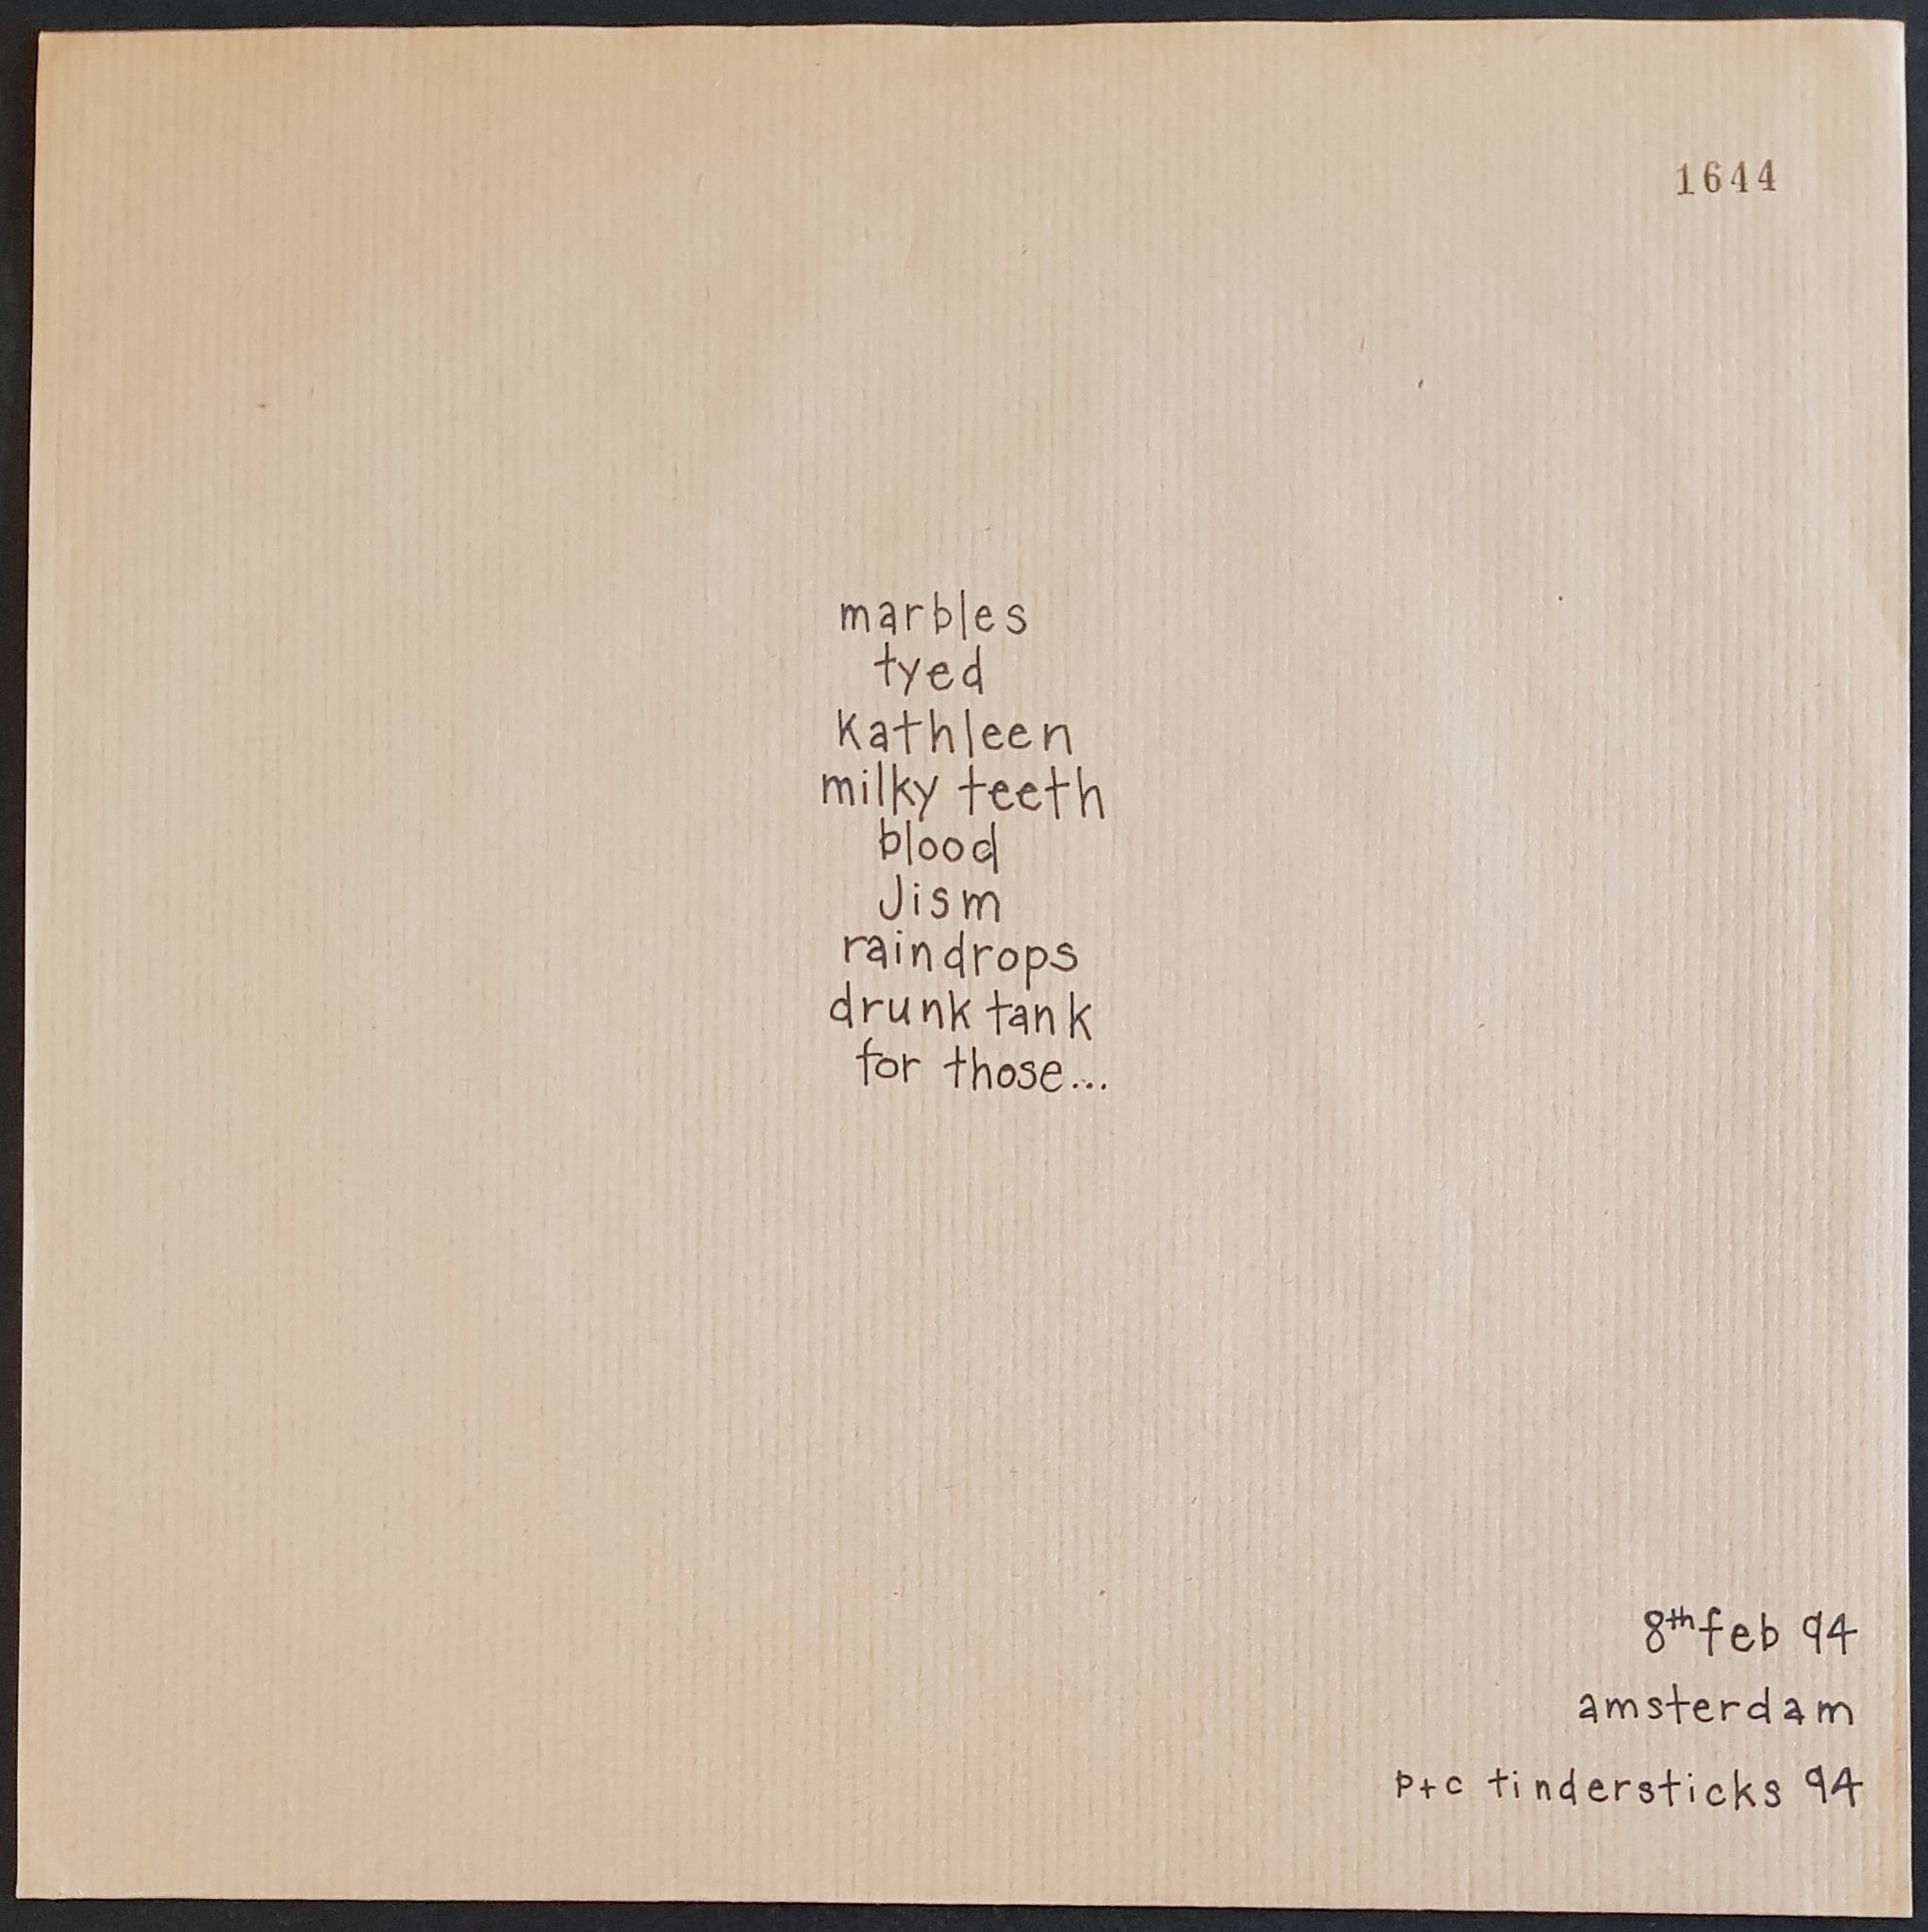 1644
marbles
tyed
Kathleen
milky teeth
blood
Jism
raindrops
drunk tank
for those...
8th feb 94
amsterdam
p+c tindersticks 94